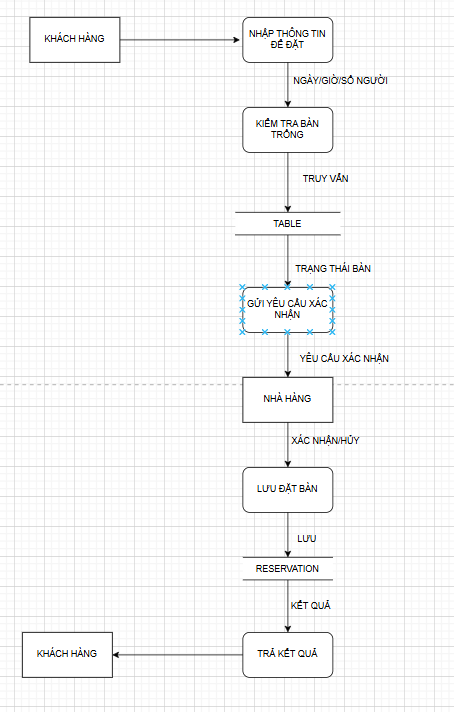 KHÁCH HÀNG
NHẬP THÔNG TIN
ĐỂ ĐẶT
NGÀY/GIỜ/SỐ NGƯỜI
KIỂM TRA BÀN
TRỐNG
TRUY VẤN
TABLE
TRẠNG THÁI BÀN
GỬI YÊU CẦU XÁC
NHẬN
YÊU CẦU XÁC NHẬN
NHÀ HÀNG
XÁC NHẬN/HỦY
LƯU ĐẶT BÀN
LƯU
RESERVATION
KẾT QUẢ
KHÁCH HÀNG
TRẢ KẾT QUẢ